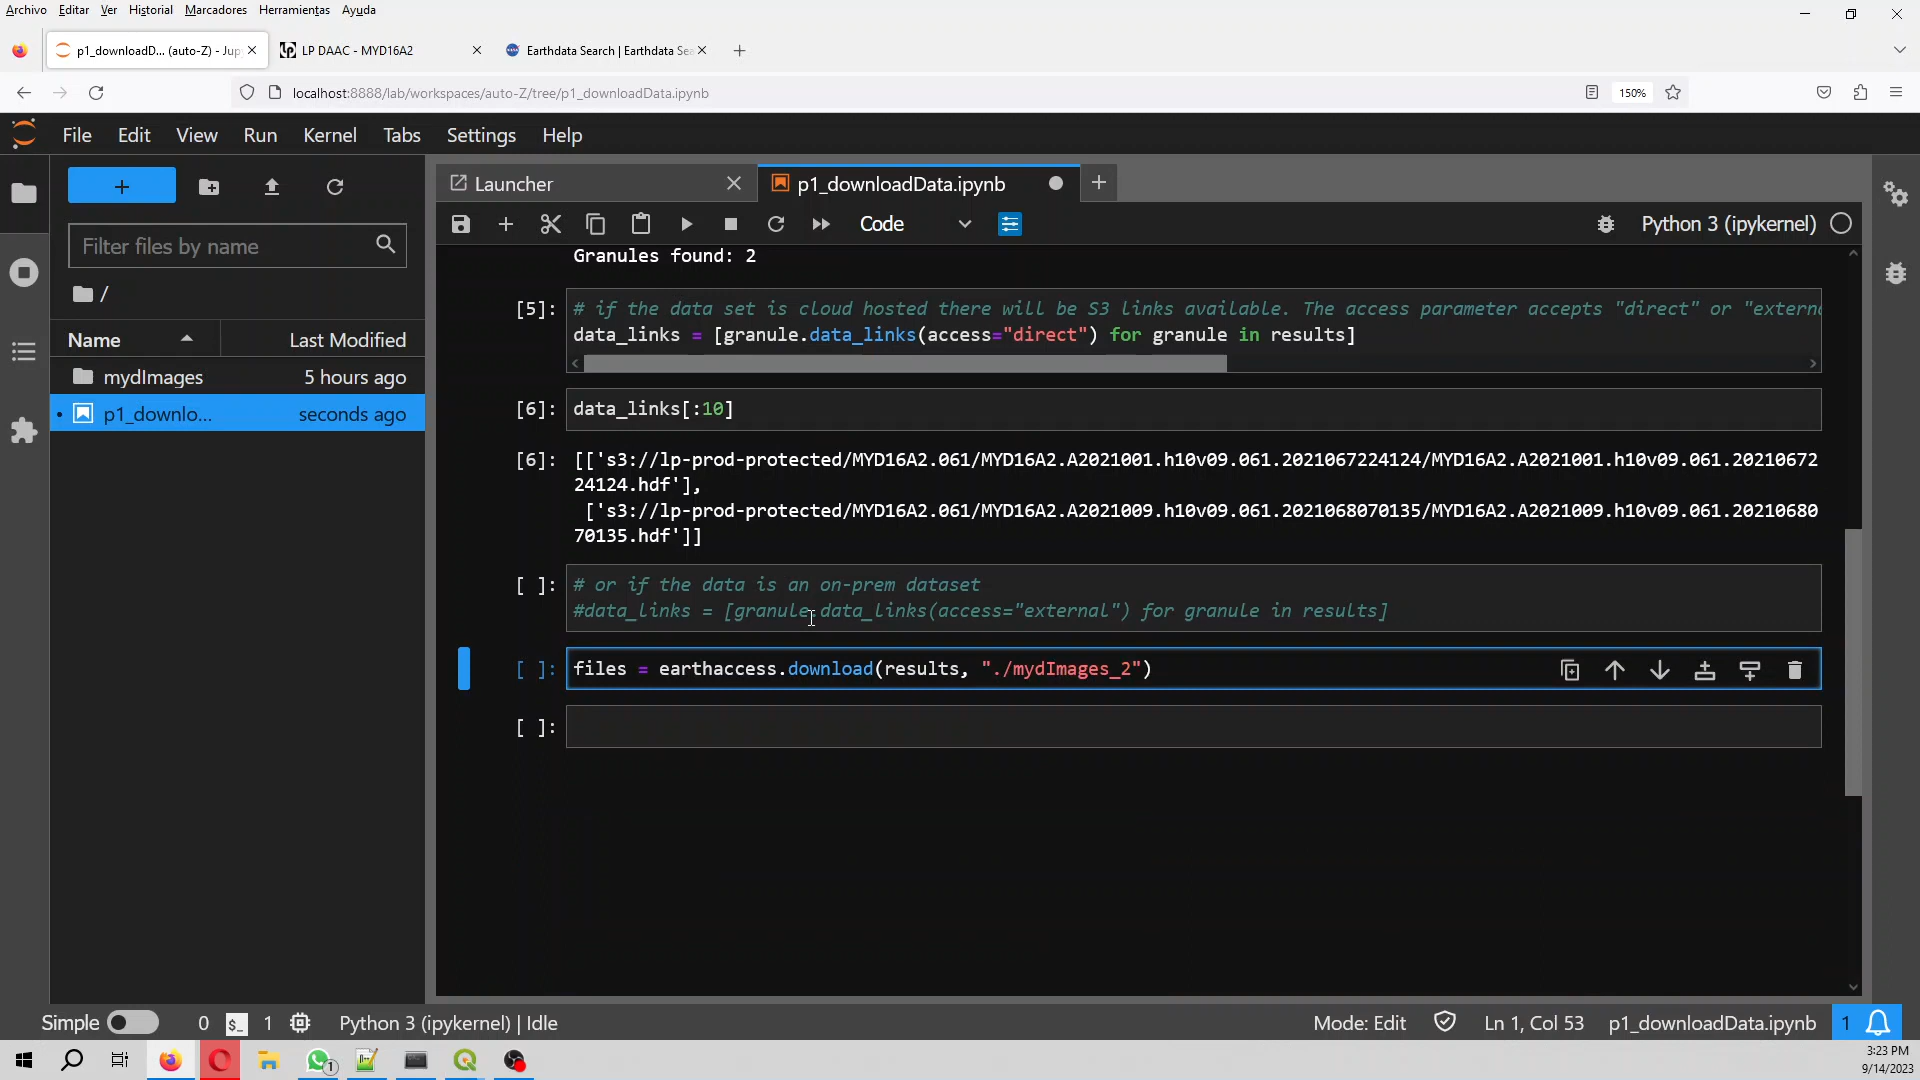 Archivo Editar Ver Historial Marcadores Herramientas Ayuda
p1_downloadD... (auto-Z) - Jup
LP DAAC - MYD16A2
Earthdata Search | Earthdata Sea
localhost:8888/lab/workspaces/auto-Z/tree/p1_downloadData.ipynb
150%
File Edit View Run Kernel Tabs Settings Help
Launcher
p1_downloadData.ipynb
Code
Python 3 (ipykernel)
Filter files by name
/
Name
Last Modified
mydImages
5 hours ago
p1_downlo...
seconds ago
Granules found: 2
[5]:
# if the data set is cloud hosted there will be S3 links available. The access parameter accepts "direct" or "externa
data_links = [granule.data_links(access="direct") for granule in results]
[6]:
data_links[:10]
[6]:
[['s3://lp-prod-protected/MYD16A2.061/MYD16A2.A2021001.h10v09.061.2021067224124/MYD16A2.A2021001.h10v09.061.2021067
24124.hdf'],
['s3://lp-prod-protected/MYD16A2.061/MYD16A2.A2021009.h10v09.061.2021068070135/MYD16A2.A2021009.h10v09.061.2021068
70135.hdf']]
[ ]:
# or if the data is an on-prem dataset
#data_links = [granule.data_links(access="external") for granule in results]
[ ]:
files = earthaccess.download(results, "./mydImages_2")
[ ]:
Simple
0
$_
1
Python 3 (ipykernel) | Idle
Mode: Edit
Ln 1, Col 53
p1_downloadData.ipynb
1
1
3:23 PM
9/14/2023